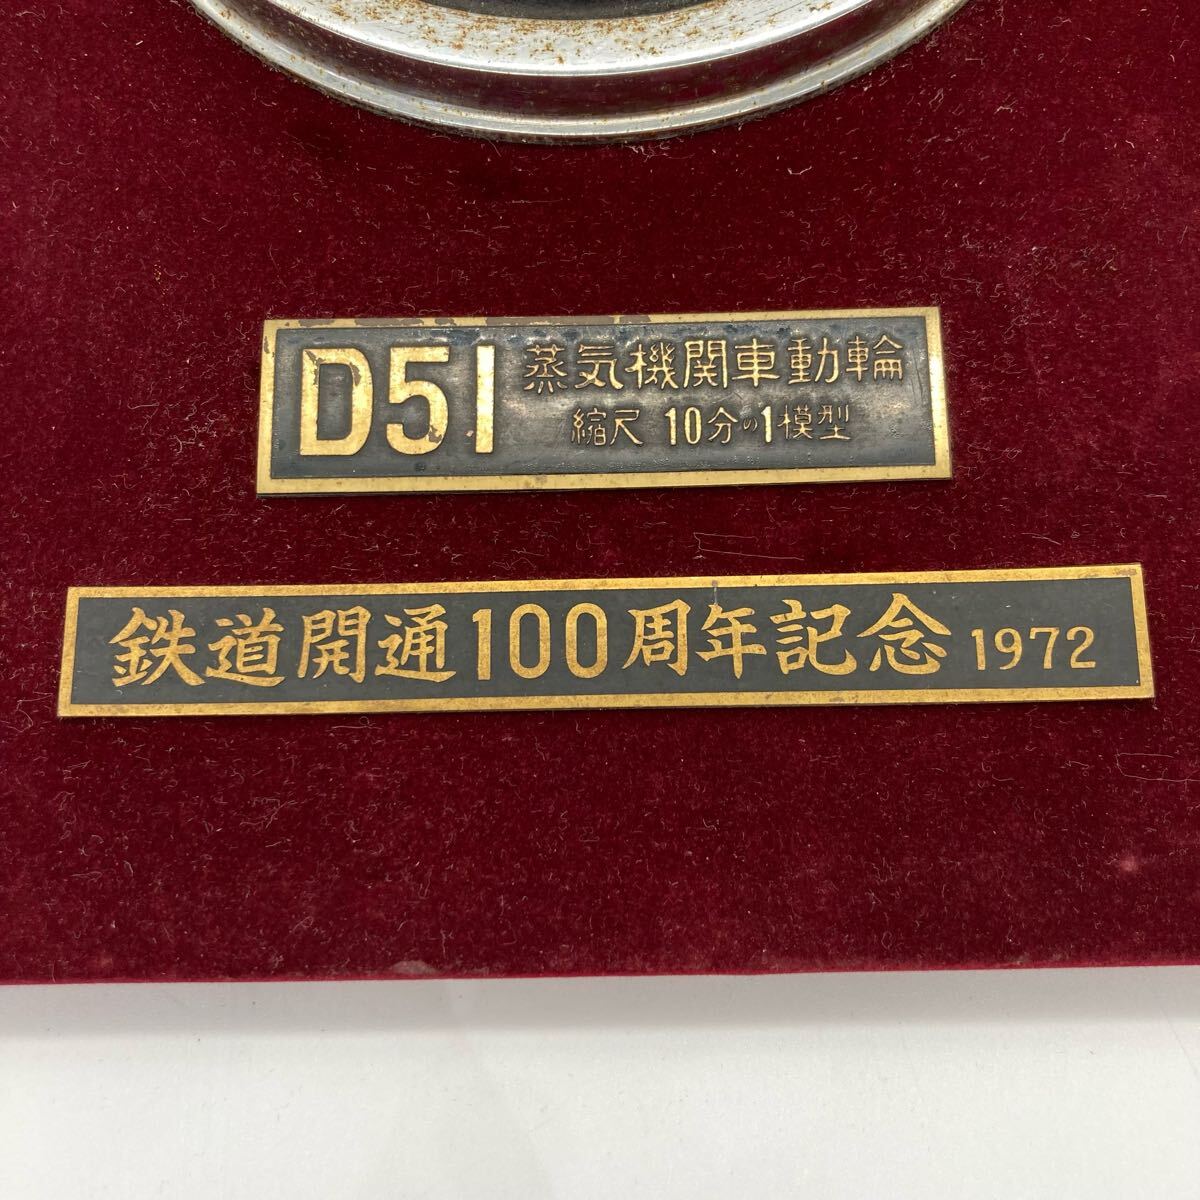 D51 蒸気機関車動輪
縮尺 10分の1模型
鉄道開通100周年記念 1972